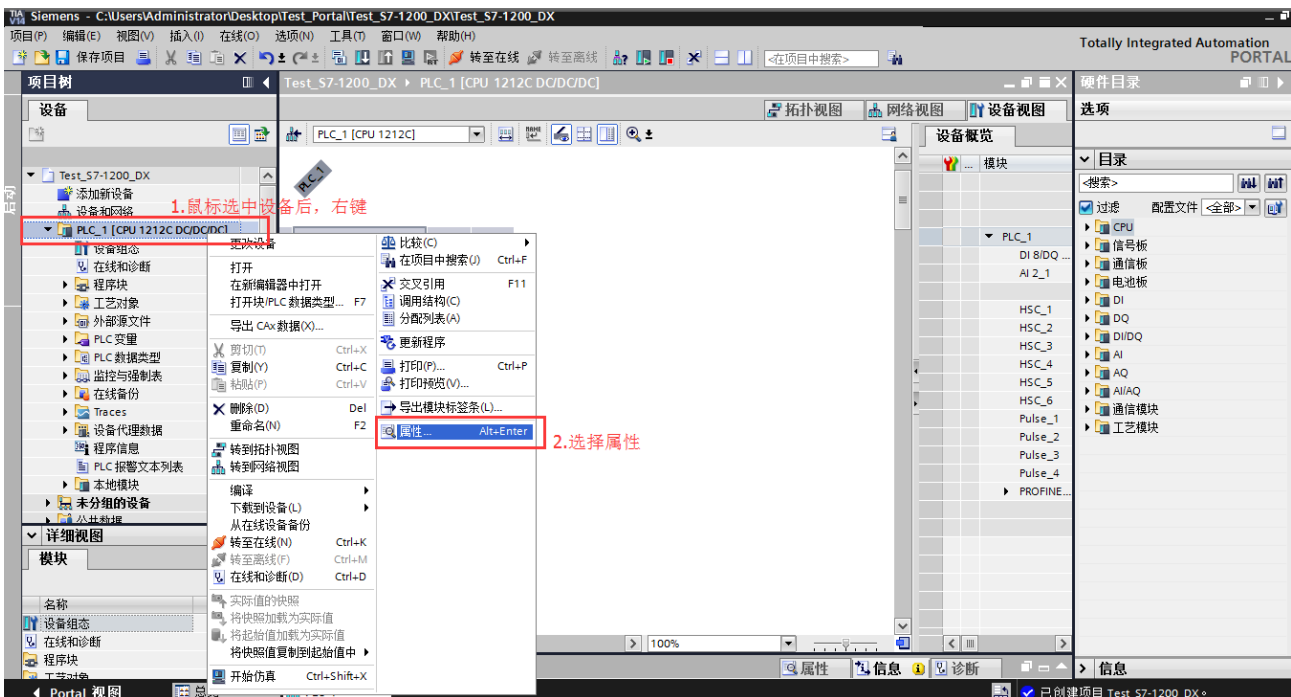 Siemens - C:\Users\Administrator\Desktop\Test_Portal\Test_S7-1200_DX\Test_S7-1200_DX
项目(P) 编辑(E) 视图(V) 插入(I) 在线(O) 选项(N) 工具(T) 窗口(W) 帮助(H)
Totally Integrated Automation
PORTAL
保存项目 转至在线 转至离线 <在项目中搜索>
项目树
Test_S7-1200_DX PLC_1 [CPU 1212C DC/DC/DC]
硬件目录
设备
拓扑视图 网络视图 设备视图
选项
PLC_1 [CPU 1212C]
设备概览
... 模块
目录
<搜索>
过滤 配置文件 <全部>
Test_S7-1200_DX
添加新设备
设备和网络
PLC_1 [CPU 1212C DC/DC/DC]
设备组态
在线和诊断
程序块
工艺对象
外部源文件
PLC 变量
PLC 数据类型
监控与强制表
在线备份
Traces
设备代理数据
程序信息
PLC 报警文本列表
本地模块
未分组的设备
公共数据
详细视图
模块
名称
设备组态
在线和诊断
程序块
工艺对象
Portal 视图
PLC_1
1.鼠标选中设备后，右键
更改设备
打开
在新编辑器中打开
打开块/PLC 数据类型... F7
导出 CAx 数据(X)...
剪切(T) Ctrl+X
复制(Y) Ctrl+C
粘贴(P) Ctrl+V
删除(D) Del
重命名(N) F2
转到拓扑视图
转到网络视图
编译
下载到设备(L)
从在线设备备份
转至在线(N) Ctrl+K
转至离线(F) Ctrl+M
在线和诊断(D) Ctrl+D
实际值的快照
将快照加载为实际值
将起始值加载为实际值
将快照值复制到起始值中
开始仿真 Ctrl+Shift+X
比较(C)
在项目中搜索(J) Ctrl+F
交叉引用 F11
调用结构(C)
分配列表(A)
更新程序
打印(P)... Ctrl+P
打印预览(V)...
导出模块标签条(L)...
属性... Alt+Enter
2.选择属性
PLC_1
DI 8/DQ ...
AI 2_1
HSC_1
HSC_2
HSC_3
HSC_4
HSC_5
HSC_6
Pulse_1
Pulse_2
Pulse_3
Pulse_4
PROFINE...
CPU
信号板
通信板
电池板
DI
DQ
DI/DQ
AI
AQ
AI/AQ
通信模块
工艺模块
100%
属性 信息 诊断
信息
已创建项目 Test_S7-1200_DX。